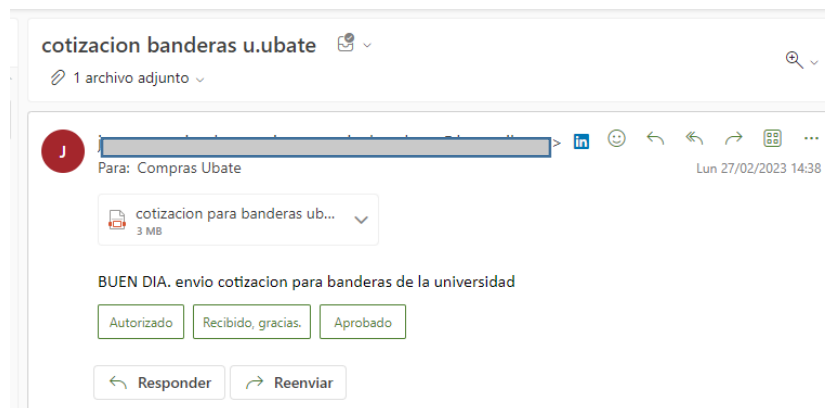 cotizacion banderas u.ubate
1 archivo adjunto
J
Para: Compras Ubate
Lun 27/02/2023 14:38
cotizacion para banderas ub...
3 MB
BUEN DIA. envio cotizacion para banderas de la universidad
Autorizado Recibido, gracias. Aprobado
Responder Reenviar